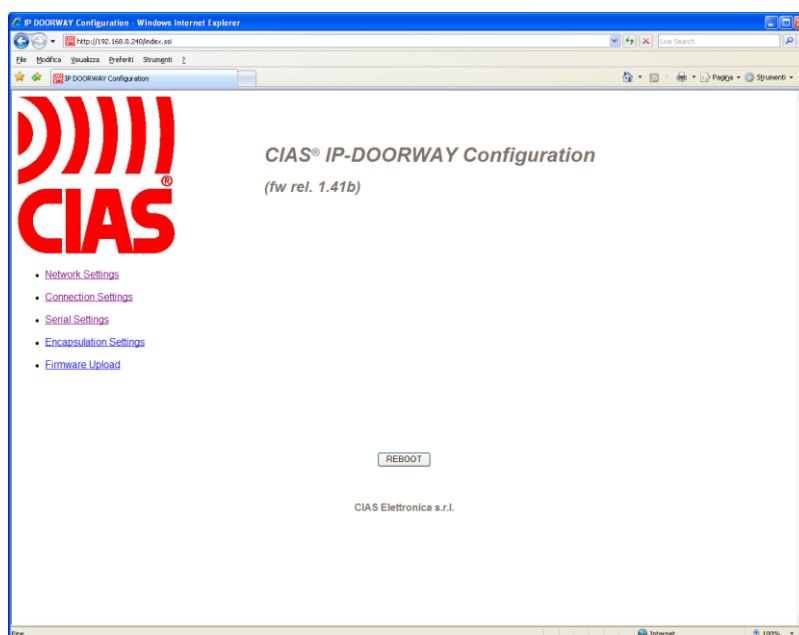 IP DOORWAY Configuration - Windows Internet Explorer
http://192.168.0.240/index.ssi
Live Search
File Modifica Visualizza Preferiti Strumenti ?
IP DOORWAY Configuration
Pagina Strumenti
CIAS® IP-DOORWAY Configuration
(fw rel. 1.41b)
CIAS®
Network Settings
Connection Settings
Serial Settings
Encapsulation Settings
Firmware Upload
REBOOT
CIAS Elettronica s.r.l.
Fine
Internet
100%